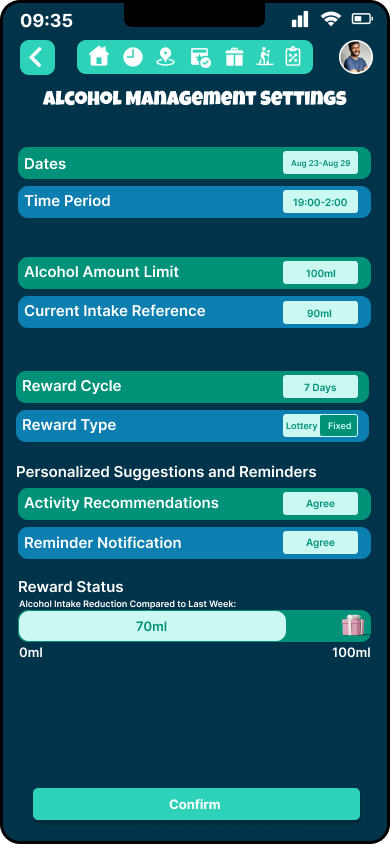 09:35
Alcohol Management Settings
Dates Aug 23-Aug 29
Time Period 19:00-2:00
Alcohol Amount Limit 100ml
Current Intake Reference 90ml
Reward Cycle 7 Days
Reward Type Lottery Fixed
Personalized Suggestions and Reminders
Activity Recommendations Agree
Reminder Notification Agree
Reward Status
Alcohol Intake Reduction Compared to Last Week:
70ml
0ml 100ml
Confirm